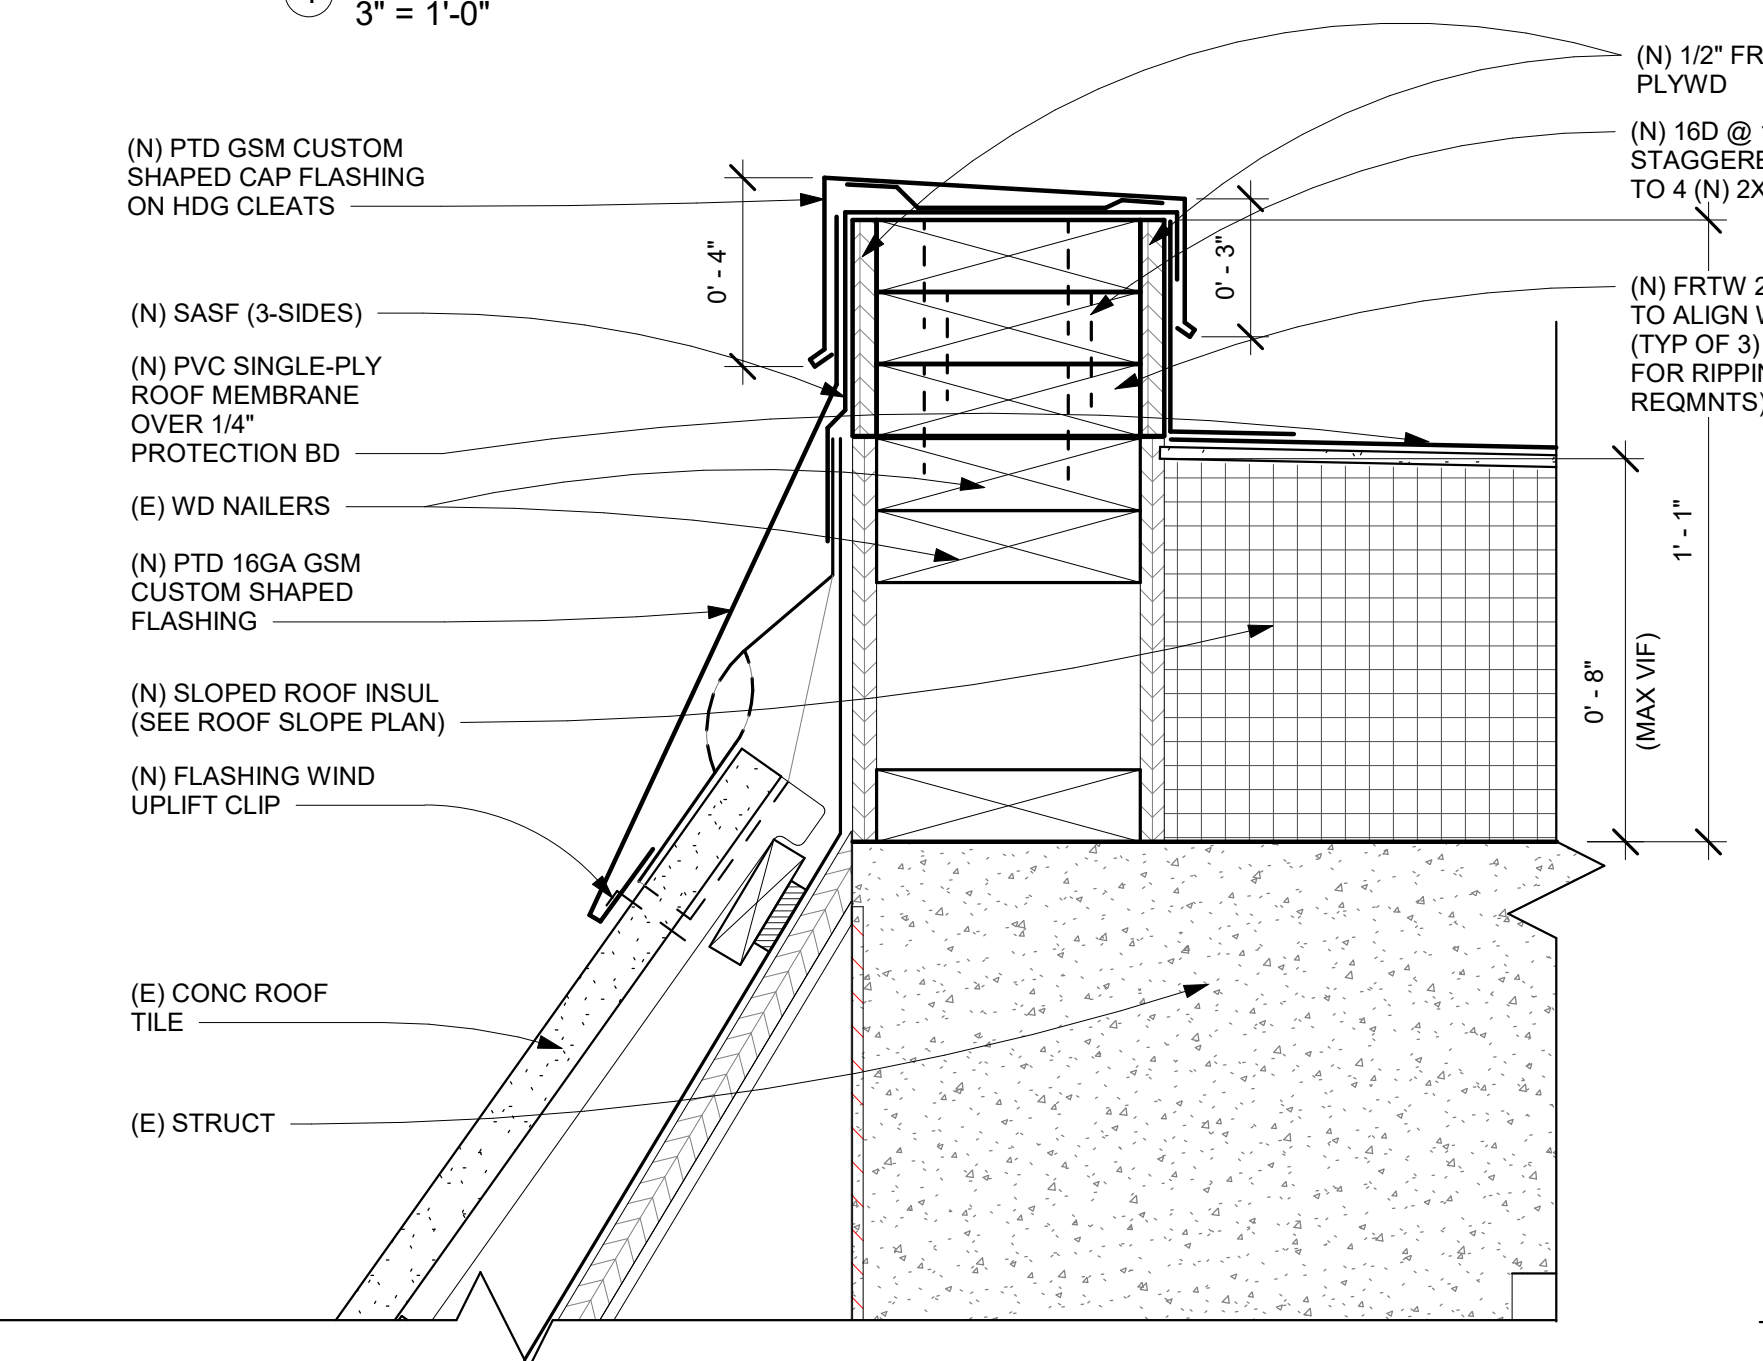 3" = 1'-0"
(N) PTD GSM CUSTOM
SHAPED CAP FLASHING
ON HDG CLEATS
(N) SASF (3-SIDES)
(N) PVC SINGLE-PLY
ROOF MEMBRANE
OVER 1/4"
PROTECTION BD
(E) WD NAILERS
(N) PTD 16GA GSM
CUSTOM SHAPED
FLASHING
(N) SLOPED ROOF INSUL
(SEE ROOF SLOPE PLAN)
(N) FLASHING WIND
UPLIFT CLIP
(E) CONC ROOF
TILE
(E) STRUCT
0' - 4"
0' - 3"
(N) 1/2" FR
PLYWD
(N) 16D @
STAGGERE
TO 4 (N) 2X
(N) FRTW 2
TO ALIGN W
(TYP OF 3)
FOR RIPPIN
REQMNTS)
1' - 1"
0' - 8"
(MAX VIF)